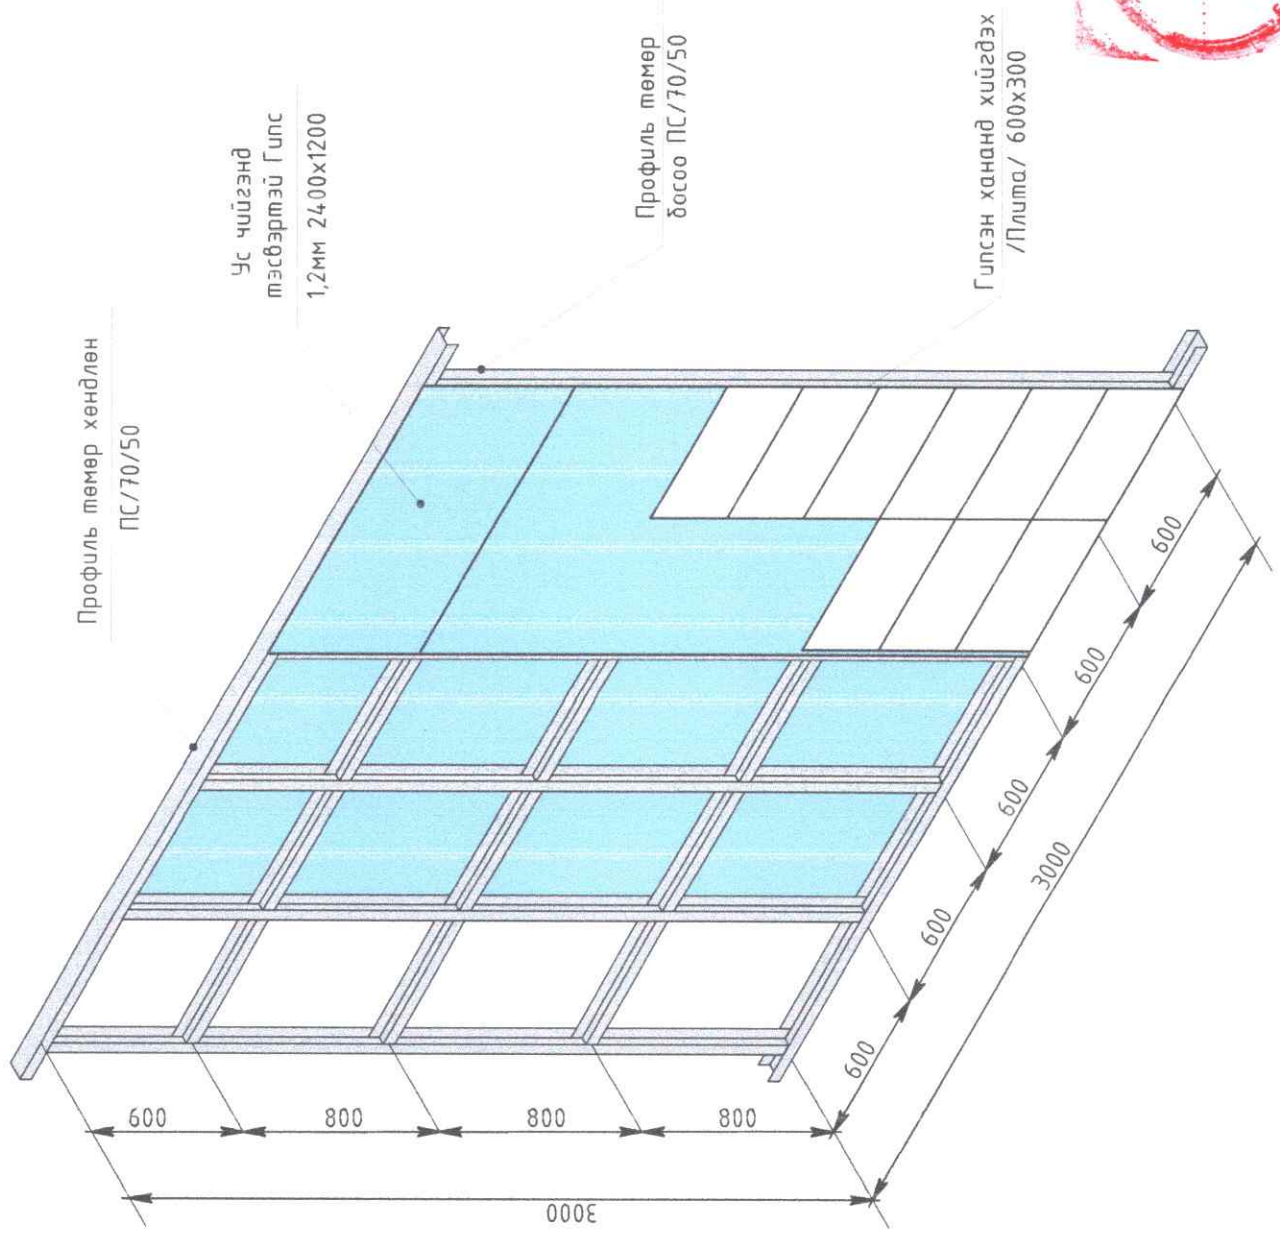 Профиль төмөр хөндлөн
ПС/70/50
Ус чийгэнд
тэсвэртэй Гипс
1,2мм 2400х1200
Профиль төмөр
босоо ПС/70/50
Гипсэн хананд хийгдэх
/Плита/ 600х300
600
800
800
800
3000
600
600
600
600
600
3000